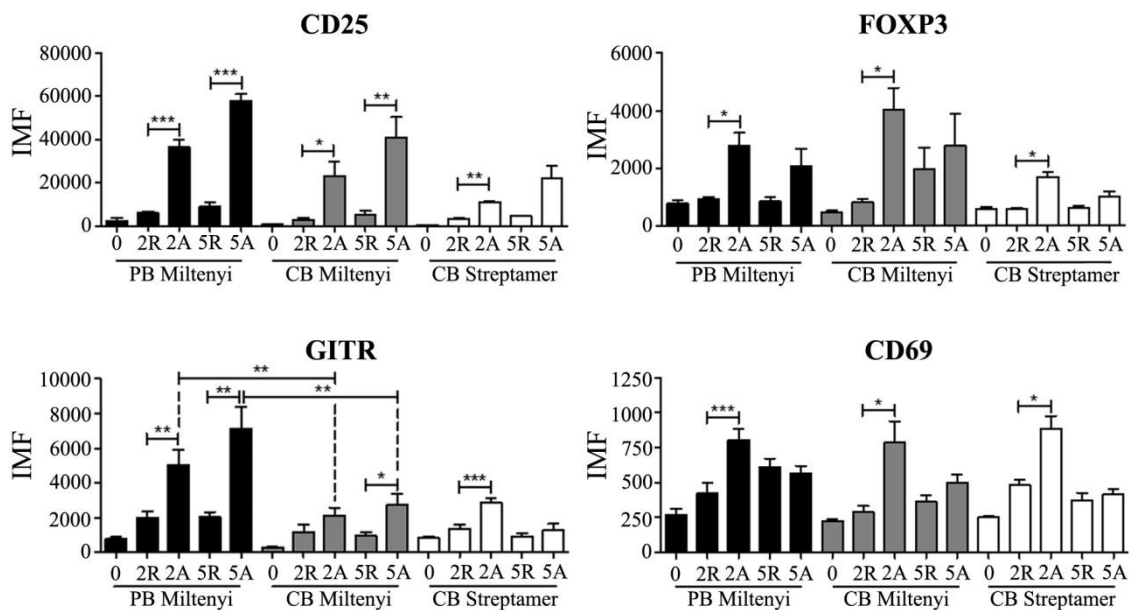 CD25
IMF
80000
60000
40000
20000
0
*** *** * ** **
0 2R 2A 5R 5A 0 2R 2A 5R 5A 0 2R 2A 5R 5A
PB Miltenyi CB Miltenyi CB Streptamer
FOXP3
IMF
6000
4000
2000
0
* * *
0 2R 2A 5R 5A 0 2R 2A 5R 5A 0 2R 2A 5R 5A
PB Miltenyi CB Miltenyi CB Streptamer
GITR
IMF
10000
8000
6000
4000
2000
0
** ** ** ** * ***
0 2R 2A 5R 5A 0 2R 2A 5R 5A 0 2R 2A 5R 5A
PB Miltenyi CB Miltenyi CB Streptamer
CD69
IMF
1250
1000
750
500
250
0
*** * *
0 2R 2A 5R 5A 0 2R 2A 5R 5A 0 2R 2A 5R 5A
PB Miltenyi CB Miltenyi CB Streptamer